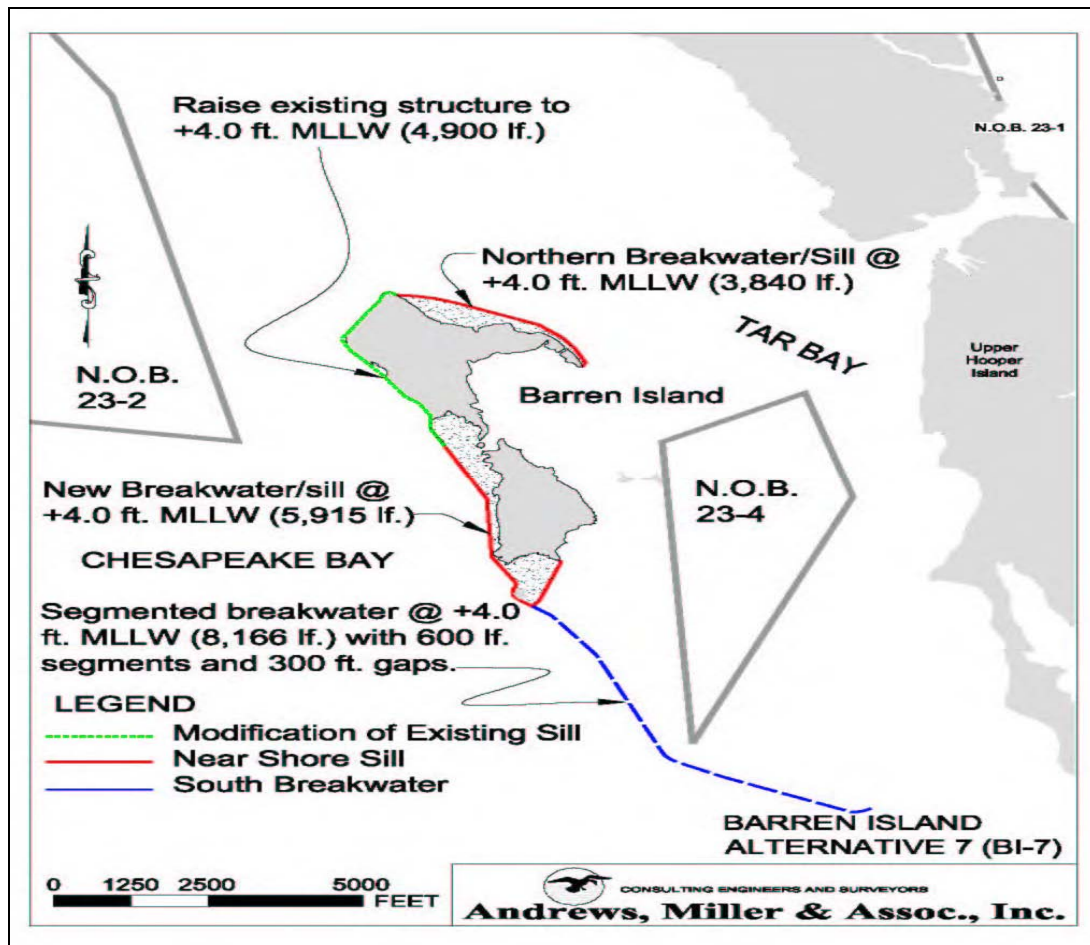 Raise existing structure to
+4.0 ft. MLLW (4,900 lf.)
N.O.B. 23-1
Northern Breakwater/Sill @
+4.0 ft. MLLW (3,840 lf.)
TAR BAY
Upper
Hooper
Island
N.O.B.
23-2
Barren Island
N.O.B.
23-4
New Breakwater/sill @
+4.0 ft. MLLW (5,915 lf.)
CHESAPEAKE BAY
Segmented breakwater @ +4.0
ft. MLLW (8,166 lf.) with 600 lf.
segments and 300 ft. gaps.
LEGEND
Modification of Existing Sill
Near Shore Sill
South Breakwater
BARREN ISLAND
ALTERNATIVE 7 (BI-7)
0 1250 2500 5000
FEET
CONSULTING ENGINEERS AND SURVEYORS
Andrews, Miller & Assoc., Inc.